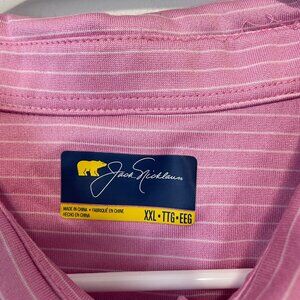 Jack Nicklaus
MADE IN CHINA • FABRIQUÉ EN CHINE
HECHO EN CHINA
XXL•TTG•EEG